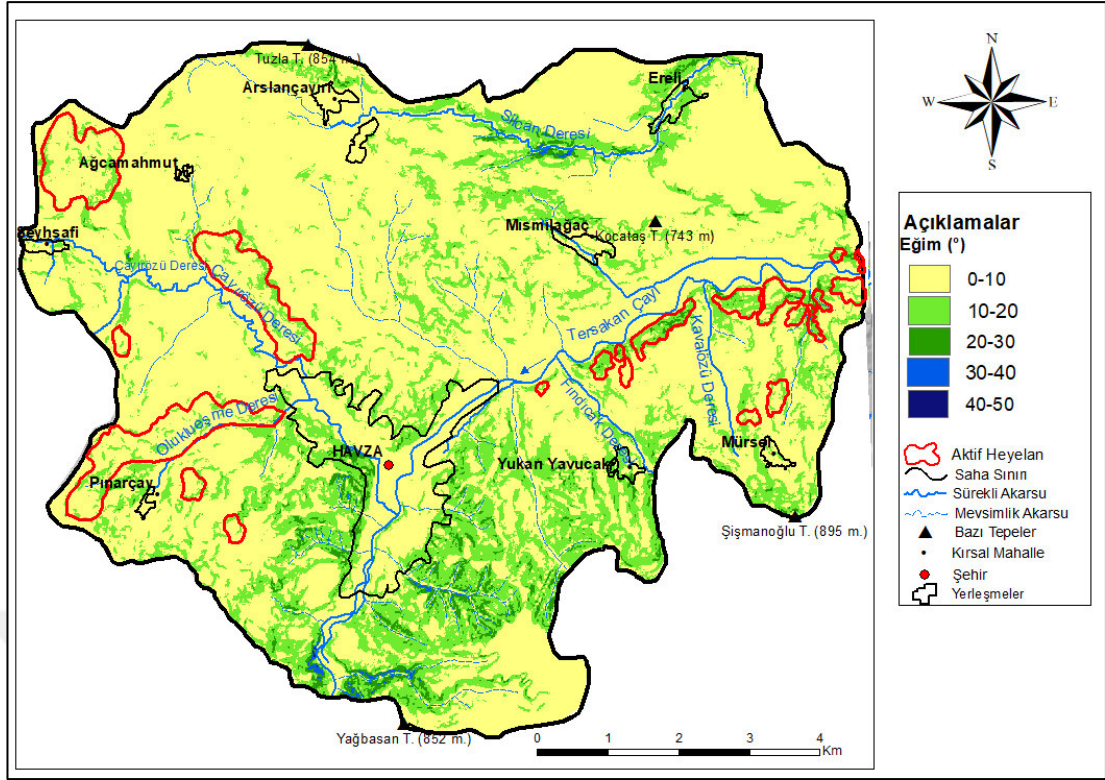 Tuzla T. (854 m.)
Arslançayırı
Ereli
Sıban Deresi
Ağcamahmut
Şeyhsafi
Mısmılağaç
Kocataş T. (743 m)
Çayırözü Deresi
Çayırözü Deresi
Tersakan Çayı
Kavalözü Deresi
Fındıcak Deresi
Oluklueşme Deresi
HAVZA
Yukarı Yavucak
Mürsel
Pınarçay
Şişmanoğlu T. (895 m.)
Yağbasan T. (852 m.)
0 1 2 3 4
Km
N
W E
S
Açıklamalar
Eğim (°)
0-10
10-20
20-30
30-40
40-50
Aktif Heyelan
Saha Sınırı
Sürekli Akarsu
Mevsimlik Akarsu
Bazı Tepeler
Kırsal Mahalle
Şehir
Yerleşmeler